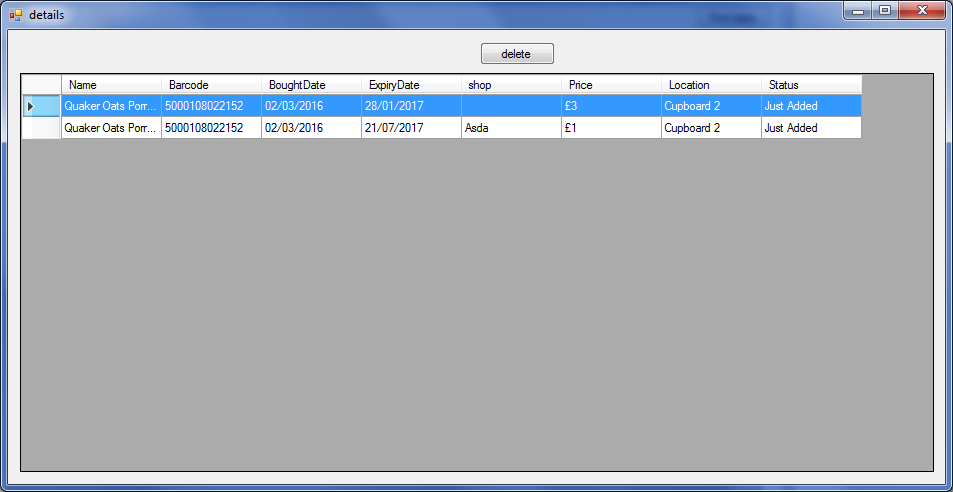 details
delete
Name Barcode BoughtDate ExpiryDate shop Price Location Status
Quaker Oats Porr... 5000108022152 02/03/2016 28/01/2017 £3 Cupboard 2 Just Added
Quaker Oats Porr... 5000108022152 02/03/2016 21/07/2017 Asda £1 Cupboard 2 Just Added